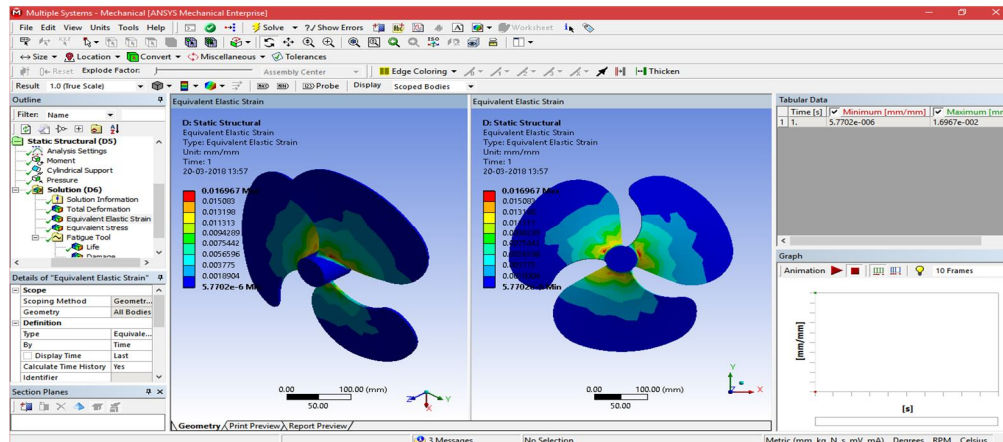 Multiple Systems - Mechanical [ANSYS Mechanical Enterprise]
File Edit View Units Tools Help Solve ?/ Show Errors Worksheet
Size Location Convert Miscellaneous Tolerances
Reset Explode Factor: Assembly Center Edge Coloring Thicken
Result 1.0 (True Scale) Probe Display Scoped Bodies
Outline
Filter: Name
Static Structural (D5)
Analysis Settings
Moment
Cylindrical Support
Pressure
Solution (D6)
Solution Information
Total Deformation
Equivalent Elastic Strain
Equivalent Stress
Fatigue Tool
Life
Damage
Details of "Equivalent Elastic Strain"
Scope
Scoping Method Geometr...
Geometry All Bodies
Definition
Type Equivale...
By Time
Display Time Last
Calculate Time History Yes
Identifier
Section Planes
Equivalent Elastic Strain
D: Static Structural
Equivalent Elastic Strain
Type: Equivalent Elastic Strain
Unit: mm/mm
Time: 1
20-03-2018 13:57
0.016967 Max
0.015083
0.013198
0.011313
0.0094289
0.0075442
0.0056596
0.003775
0.0018904
5.7702e-6 Min
0.00 100.00 (mm)
50.00
Z Y X
Geometry Print Preview Report Preview
Equivalent Elastic Strain
D: Static Structural
Equivalent Elastic Strain
Type: Equivalent Elastic Strain
Unit: mm/mm
Time: 1
20-03-2018 13:57
0.016967
0.015083
0.013198
5.7702e-6 Min
0.00 100.00 (mm)
50.00
Y
Z X
Tabular Data
Time [s] Minimum [mm/mm] Maximum [mm
1 1. 5.7702e-006 1.6967e-002
Graph
Animation 10 Frames
[mm/mm]
[s]
3 Messages No Selection Metric (mm, kg, N, s, mV, mA) Degrees RPM Celsius